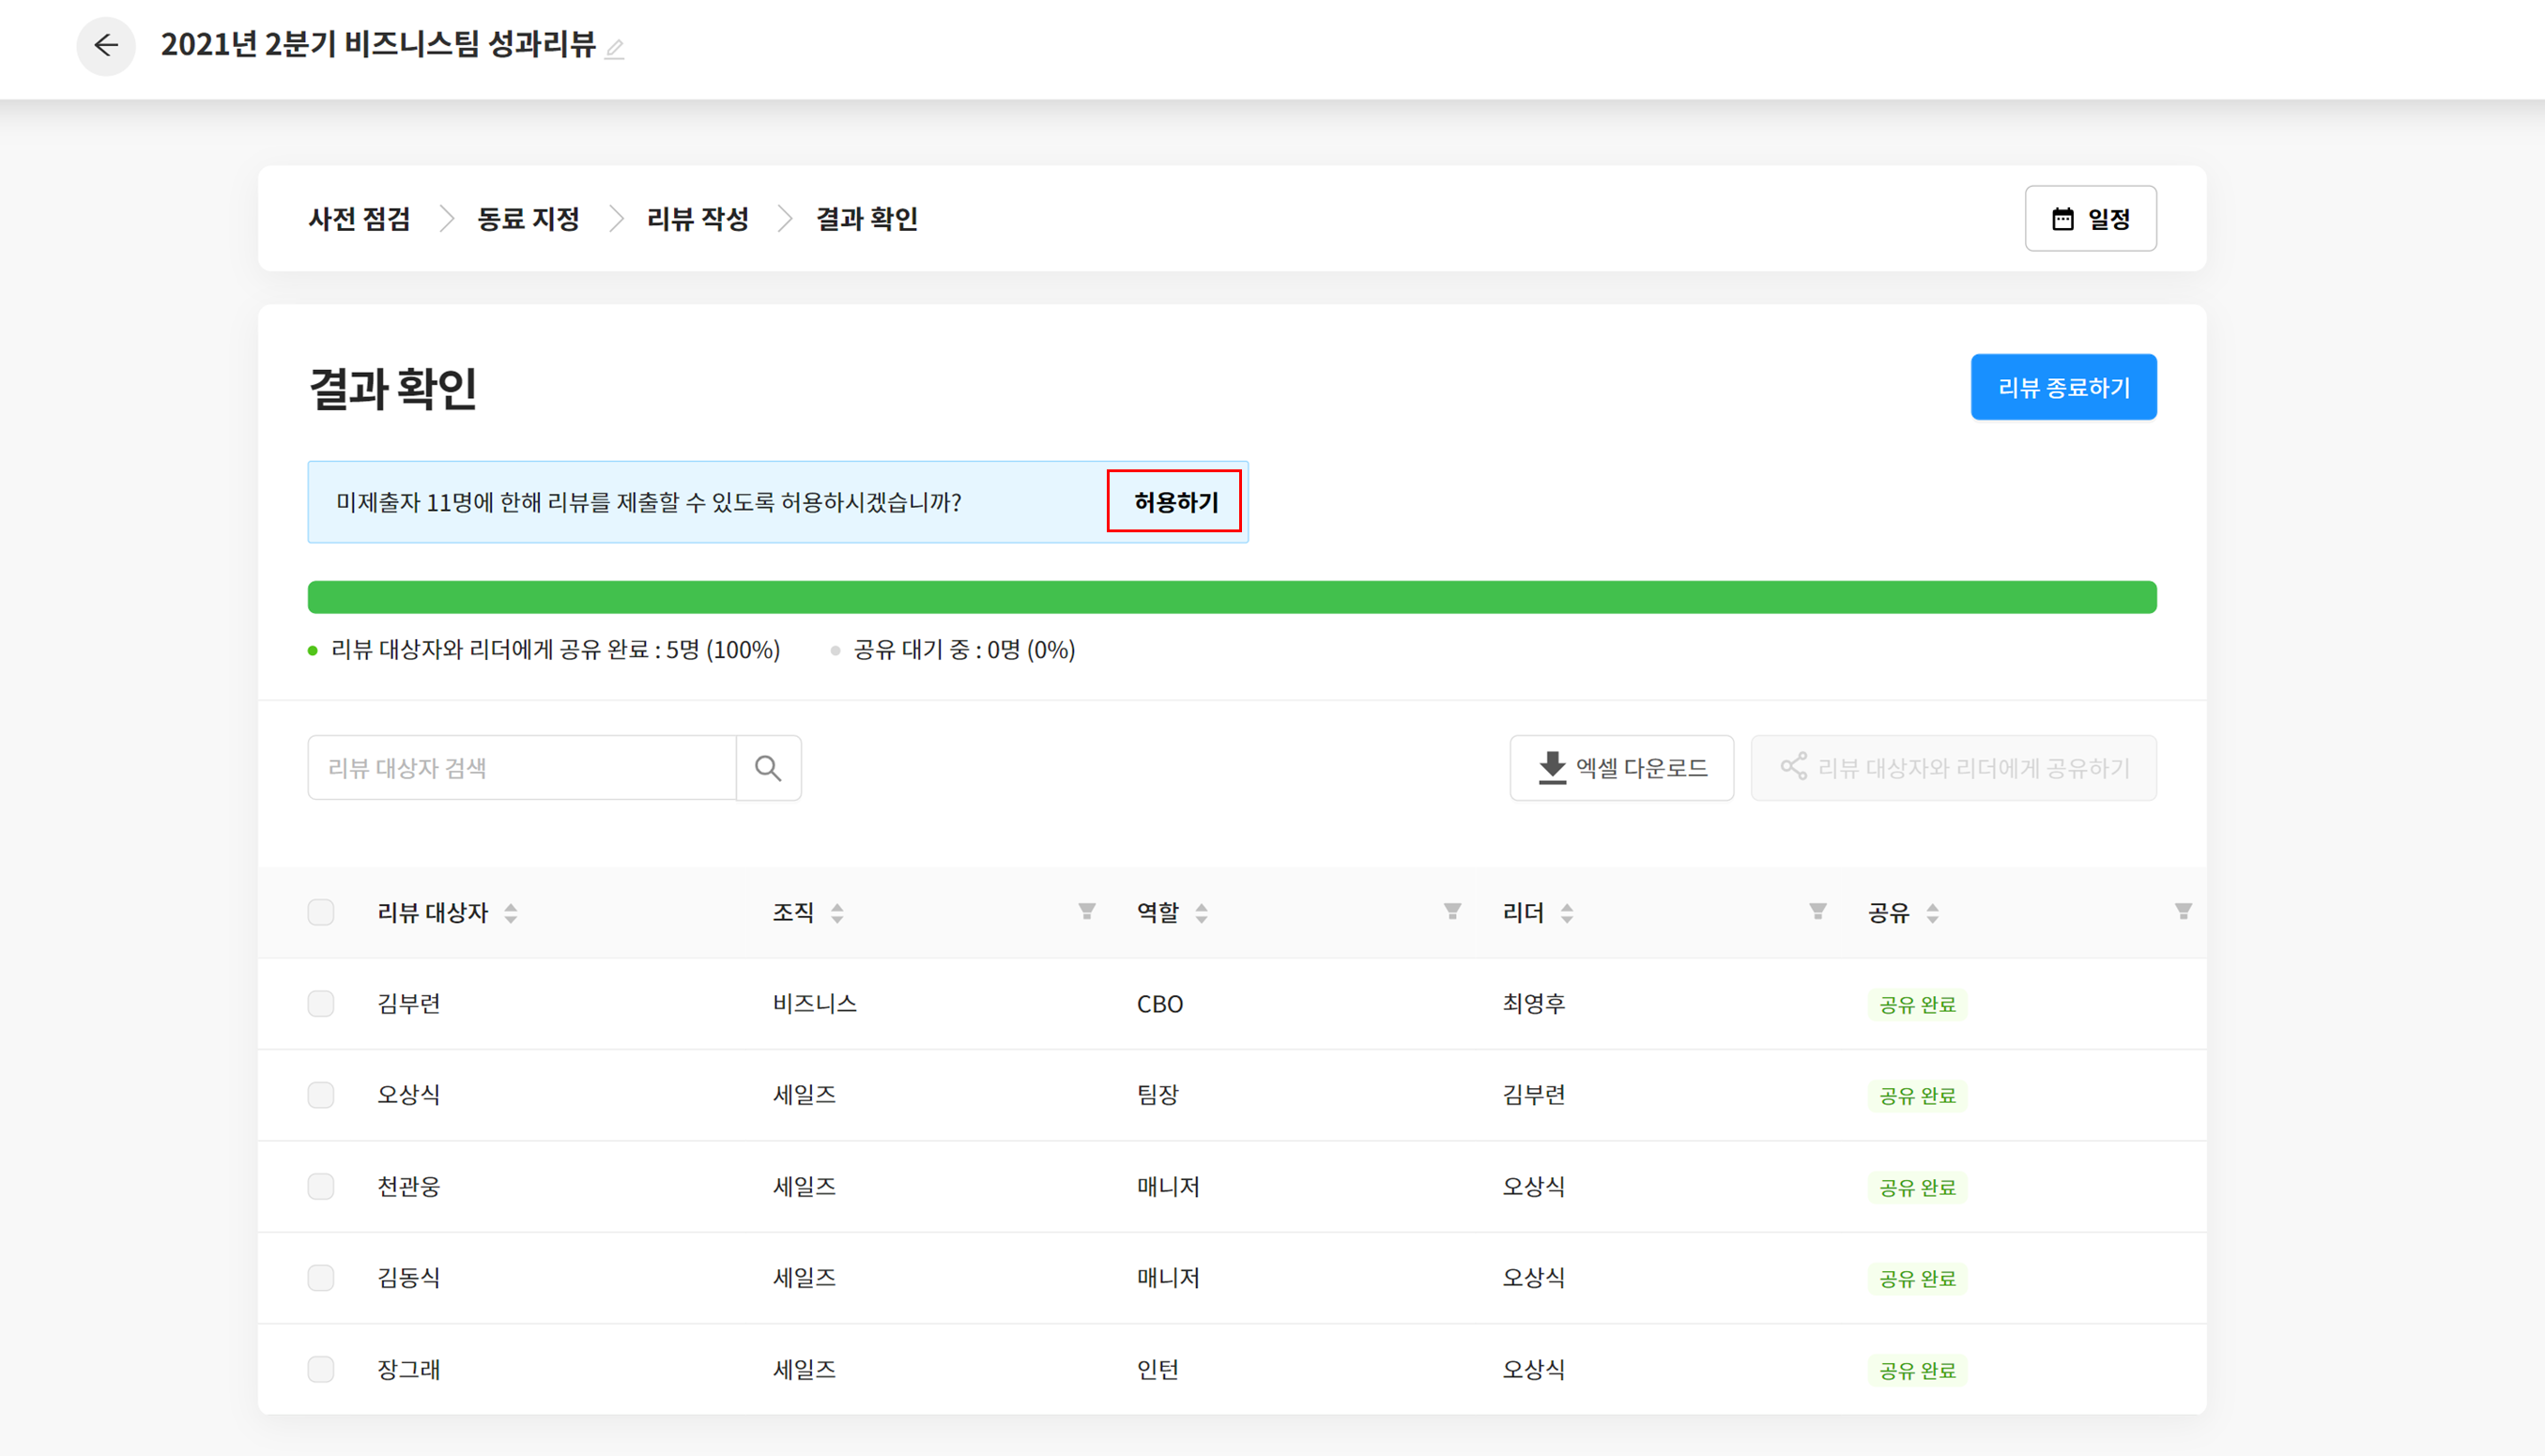 2021년 2분기 비즈니스팀 성과리뷰
사전 점검 동료 지정 리뷰 작성 결과 확인 일정
결과 확인 리뷰 종료하기
미제출자 11명에 한해 리뷰를 제출할 수 있도록 허용하시겠습니까? 허용하기
리뷰 대상자와 리더에게 공유 완료 : 5명 (100%) 공유 대기 중 : 0명 (0%)
리뷰 대상자 검색 엑셀 다운로드 리뷰 대상자와 리더에게 공유하기
리뷰 대상자 조직 역할 리더 공유
김부련 비즈니스 CBO 최영후 공유 완료
오상식 세일즈 팀장 김부련 공유 완료
천관웅 세일즈 매니저 오상식 공유 완료
김동식 세일즈 매니저 오상식 공유 완료
장그래 세일즈 인턴 오상식 공유 완료